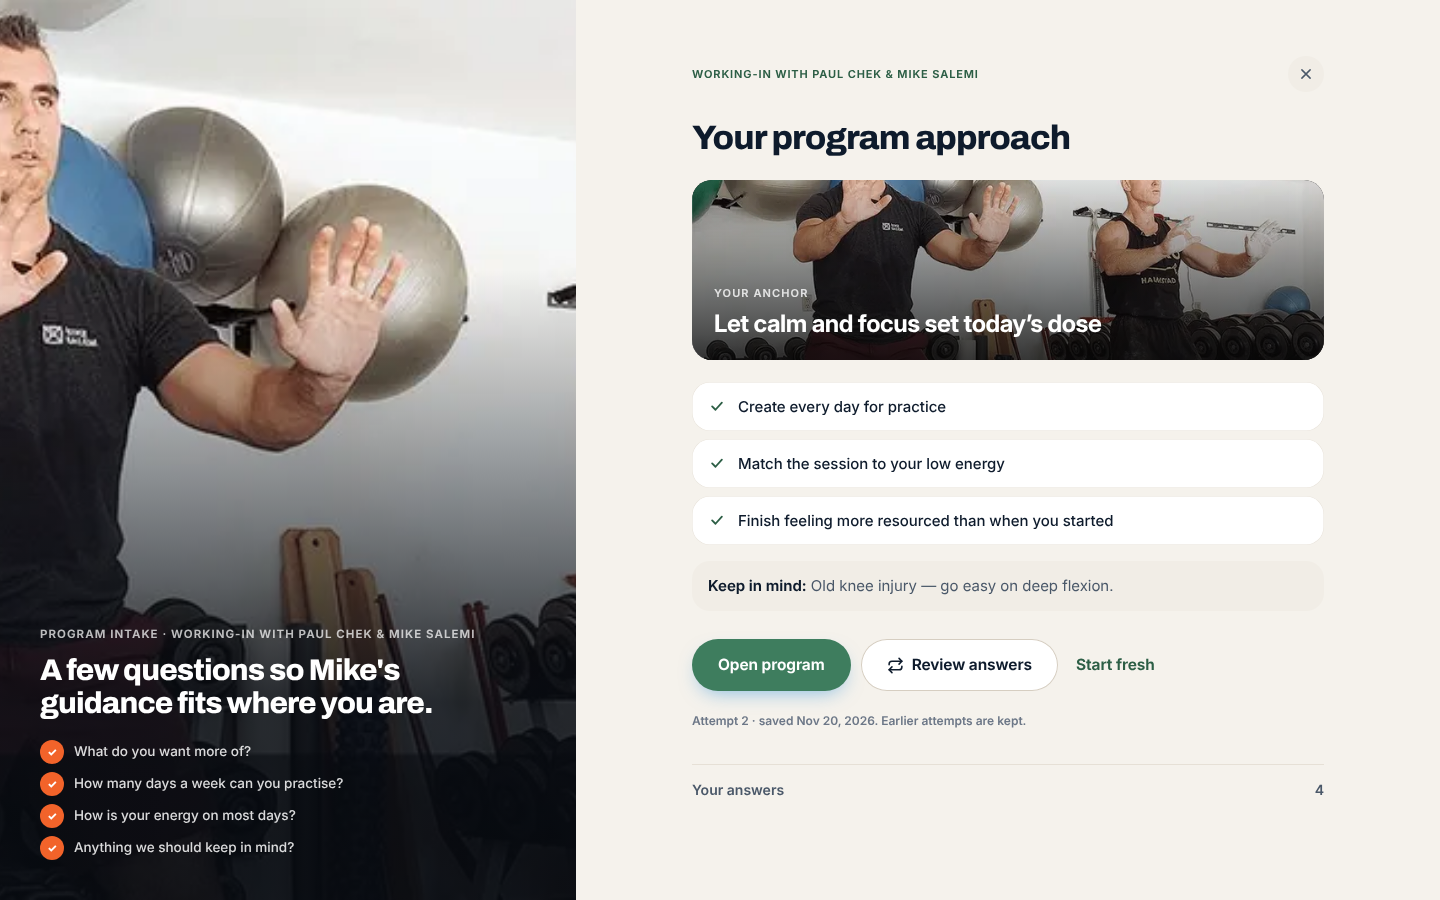 PROGRAM INTAKE · WORKING-IN WITH PAUL CHEK & MIKE SALEMI
A few questions so Mike's
guidance fits where you are.
What do you want more of?
How many days a week can you practise?
How is your energy on most days?
Anything we should keep in mind?
WORKING-IN WITH PAUL CHEK & MIKE SALEMI
Your program approach
YOUR ANCHOR
Let calm and focus set today’s dose
Create every day for practice
Match the session to your low energy
Finish feeling more resourced than when you started
Keep in mind: Old knee injury — go easy on deep flexion.
Open program
Review answers
Start fresh
Attempt 2 · saved Nov 20, 2026. Earlier attempts are kept.
Your answers
4